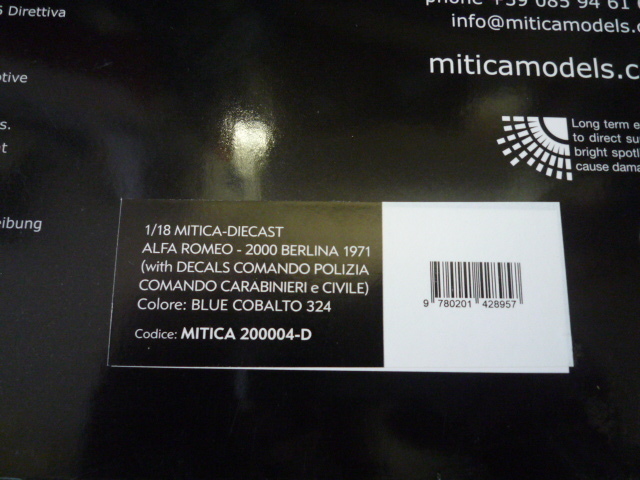 5 Direttiva
phone +39 085 94 61
info@miticamodels.c
miticamodels.c
s.
Long term e
to direct su
bright spotl
cause dama
eibung
1/18 MITICA-DIECAST
ALFA ROMEO - 2000 BERLINA 1971
(with DECALS COMANDO POLIZIA
COMANDO CARABINIERI e CIVILE)
Colore: BLUE COBALTO 324
Codice: MITICA 200004-D
9 780201 428957